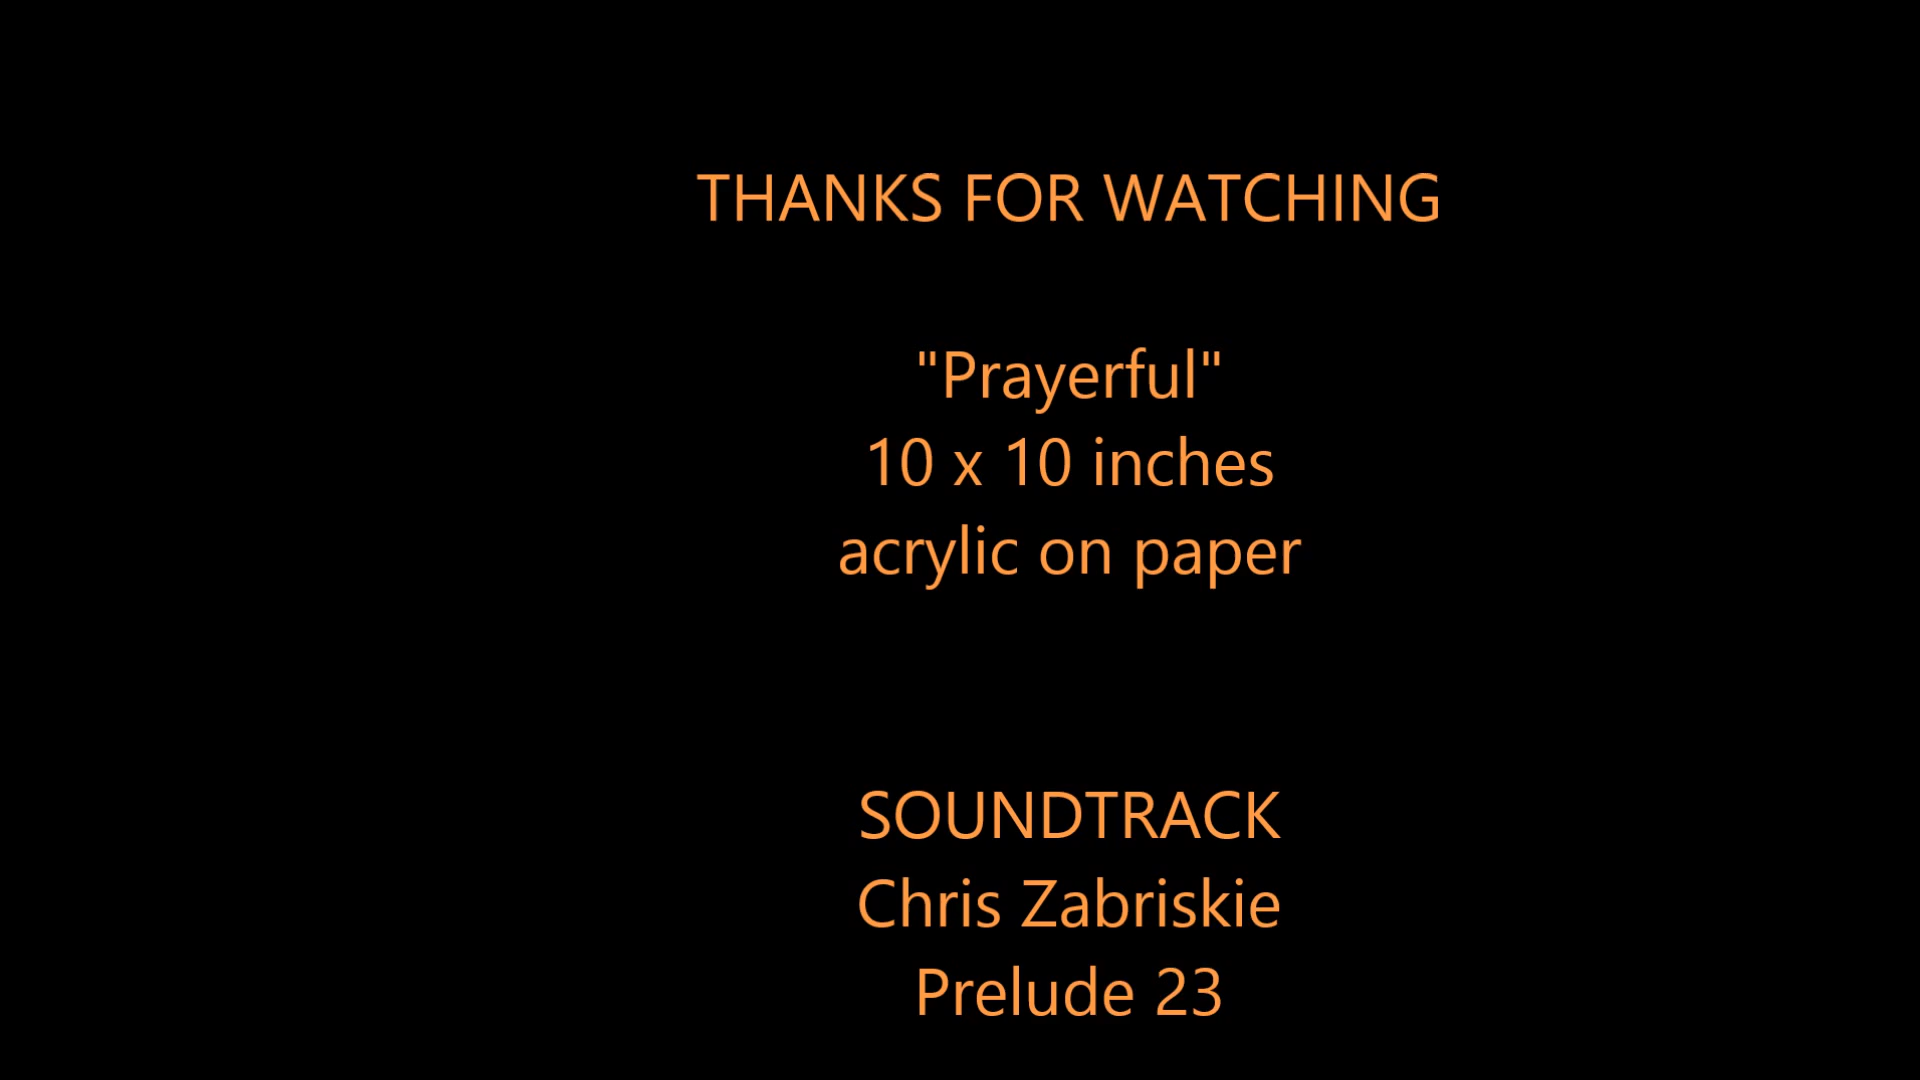 THANKS FOR WATCHING
"Prayerful"
10 x 10 inches
acrylic on paper
SOUNDTRACK
Chris Zabriskie
Prelude 23